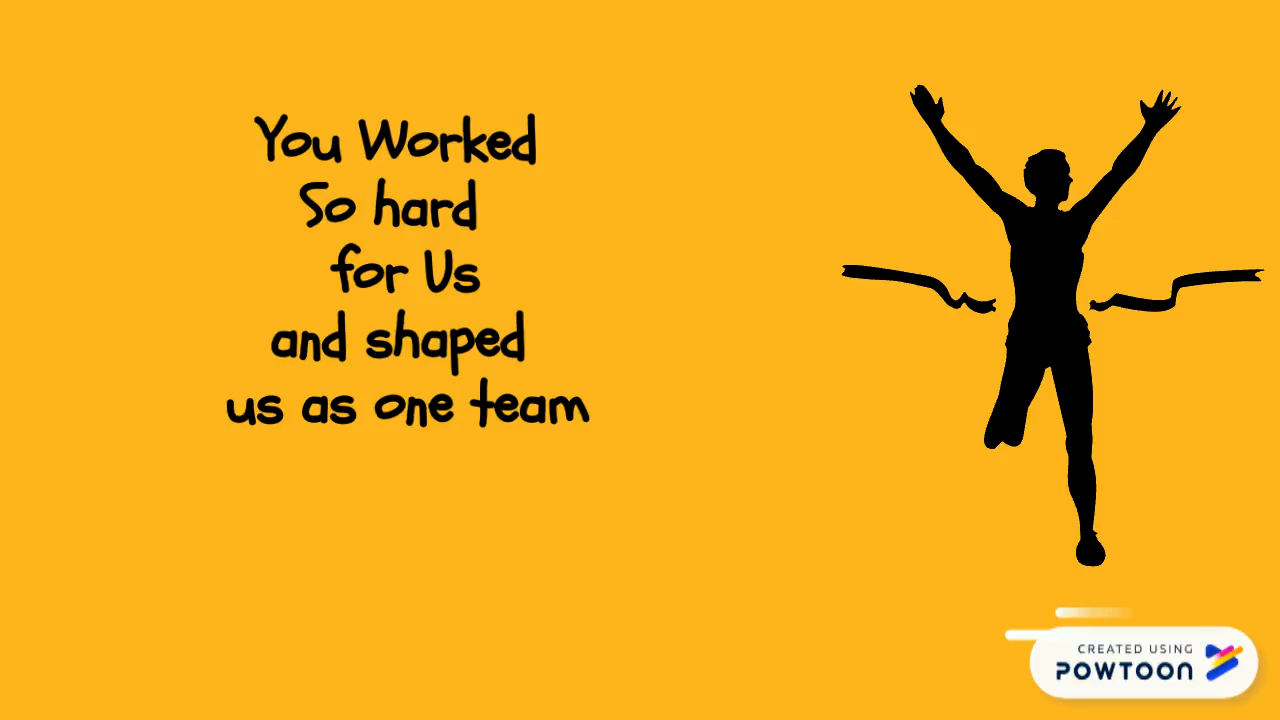 You Worked
So hard
for Us
and shaped
us as one team
CREATED USING
POWTOON